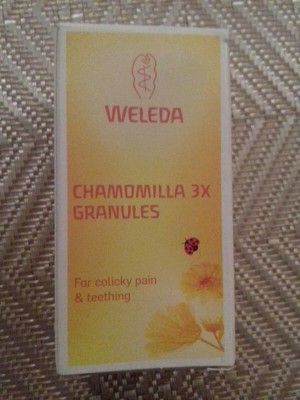 WELEDA
CHAMOMILLA 3X
GRANULES
For colicky pain
& teething